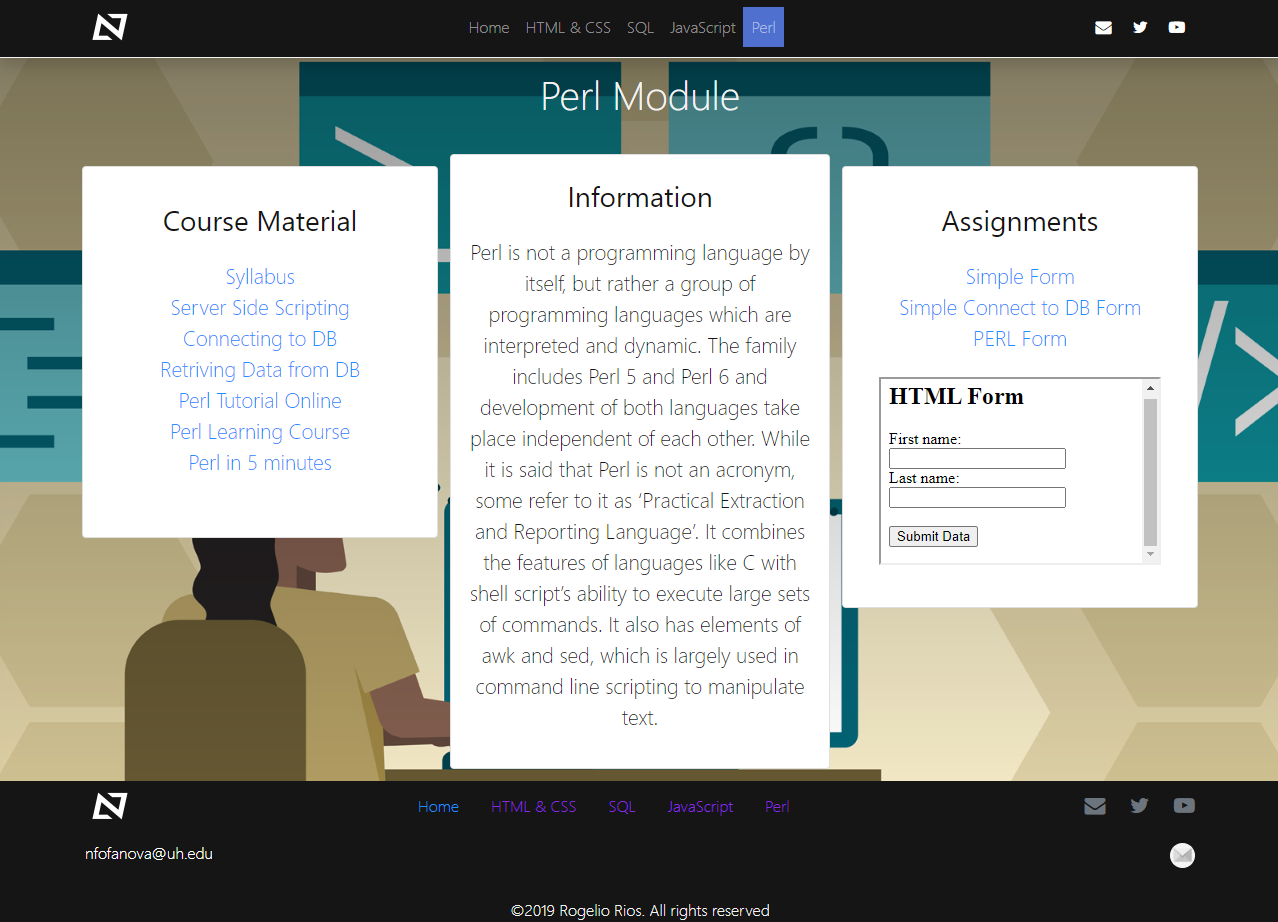 Home HTML & CSS SQL JavaScript Perl
Perl Module
Course Material
Syllabus
Server Side Scripting
Connecting to DB
Retriving Data from DB
Perl Tutorial Online
Perl Learning Course
Perl in 5 minutes
Information
Perl is not a programming language by
itself, but rather a group of
programming languages which are
interpreted and dynamic. The family
includes Perl 5 and Perl 6 and
development of both languages take
place independent of each other. While
it is said that Perl is not an acronym,
some refer to it as ‘Practical Extraction
and Reporting Language’. It combines
the features of languages like C with
shell script’s ability to execute large sets
of commands. It also has elements of
awk and sed, which is largely used in
command line scripting to manipulate
text.
Assignments
Simple Form
Simple Connect to DB Form
PERL Form
HTML Form
First name:
Last name:
Submit Data
Home HTML & CSS SQL JavaScript Perl
nfofanova@uh.edu
©2019 Rogelio Rios. All rights reserved